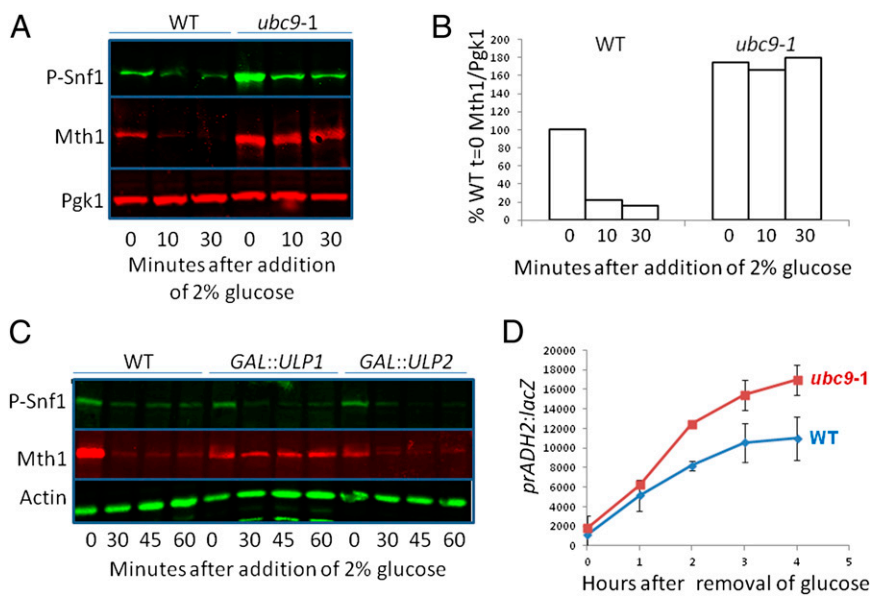 A
WT ubc9-1
P-Snf1
Mth1
Pgk1
0 10 30 0 10 30
Minutes after addition
of 2% glucose
B
WT ubc9-1
200
180
160
140
120
100
80
60
40
20
0
% WT t=0 Mth1/Pgk1
0 10 30 0 10 30
Minutes after addition of 2% glucose
C
WT GAL::ULP1 GAL::ULP2
P-Snf1
Mth1
Actin
0 30 45 60 0 30 45 60 0 30 45 60
Minutes after addition of 2% glucose
D
20000
18000
16000
14000
12000
10000
8000
6000
4000
2000
0
prADH2:lacZ
ubc9-1
WT
0 1 2 3 4 5
Hours after removal of glucose